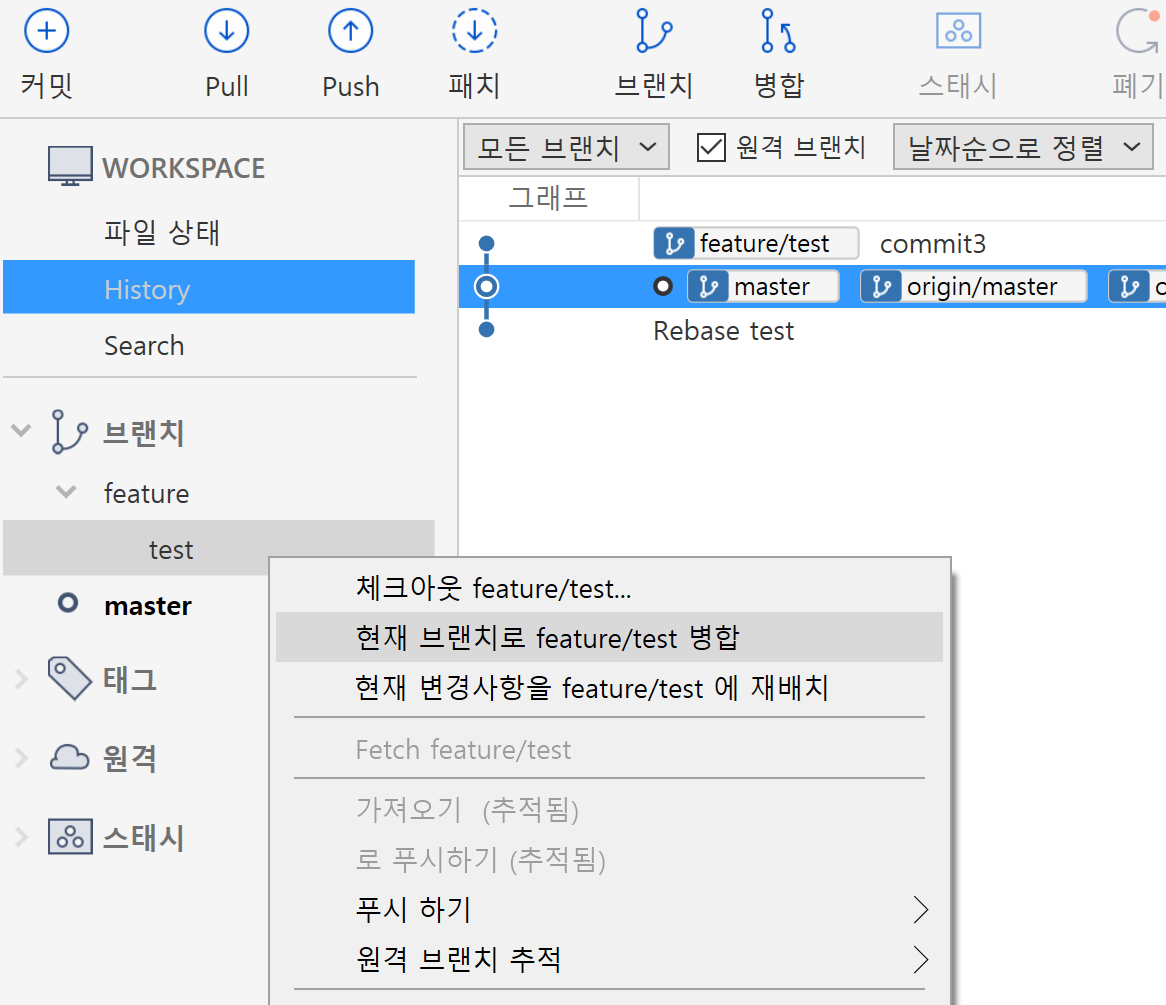 커밋 Pull Push 패치 브랜치 병합 스태시 폐기
WORKSPACE
파일 상태
History
Search
브랜치
feature
test
master
태그
원격
스태시
모든 브랜치 원격 브랜치 날짜순으로 정렬
그래프
feature/test commit3
master origin/master
Rebase test
체크아웃 feature/test...
현재 브랜치로 feature/test 병합
현재 변경사항을 feature/test 에 재배치
Fetch feature/test
가져오기 (추적됨)
로 푸시하기 (추적됨)
푸시 하기
원격 브랜치 추적